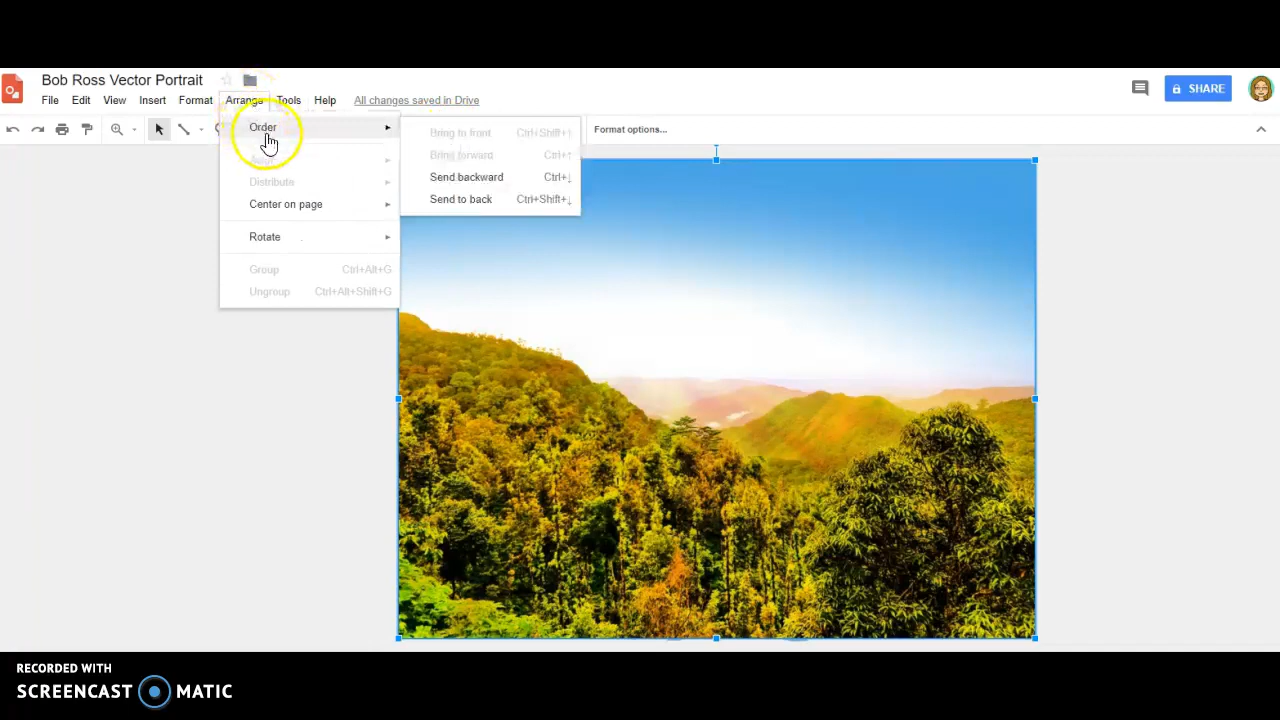 Bob Ross Vector Portrait
File Edit View Insert Format Arrange Tools Help All changes saved in Drive
SHARE
Format options...
Order
Distribute
Center on page
Rotate
Group Ctrl+Alt+G
Ungroup Ctrl+Alt+Shift+G
Bring to front Ctrl+Shift+↑
Bring forward Ctrl+↑
Send backward Ctrl+↓
Send to back Ctrl+Shift+↓
RECORDED WITH
SCREENCAST MATIC